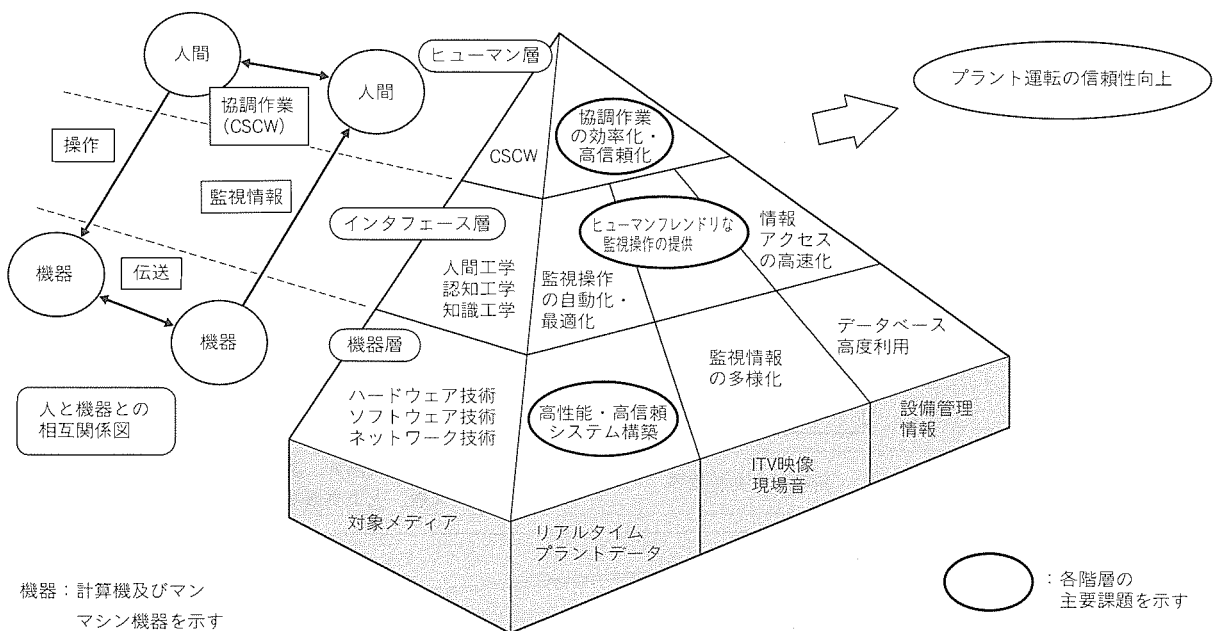 人間
人間
協調作業
(CSCW)
操作
監視情報
機器
伝送
機器
人と機器との
相互関係図
機器：計算機及びマン
マシン機器を示す
ヒューマン層
CSCW
協調作業
の効率化・
高信頼化
インタフェース層
人間工学
認知工学
知識工学
ヒューマンフレンドリな
監視操作の提供
監視操作
の自動化・
最適化
情報
アクセス
の高速化
機器層
ハードウェア技術
ソフトウェア技術
ネットワーク技術
高性能・高信頼
システム構築
監視情報
の多様化
データベース
高度利用
対象メディア
リアルタイム
プラントデータ
ITV映像
現場音
設備管理
情報
プラント運転の信頼性向上
：各階層の
主要課題を示す